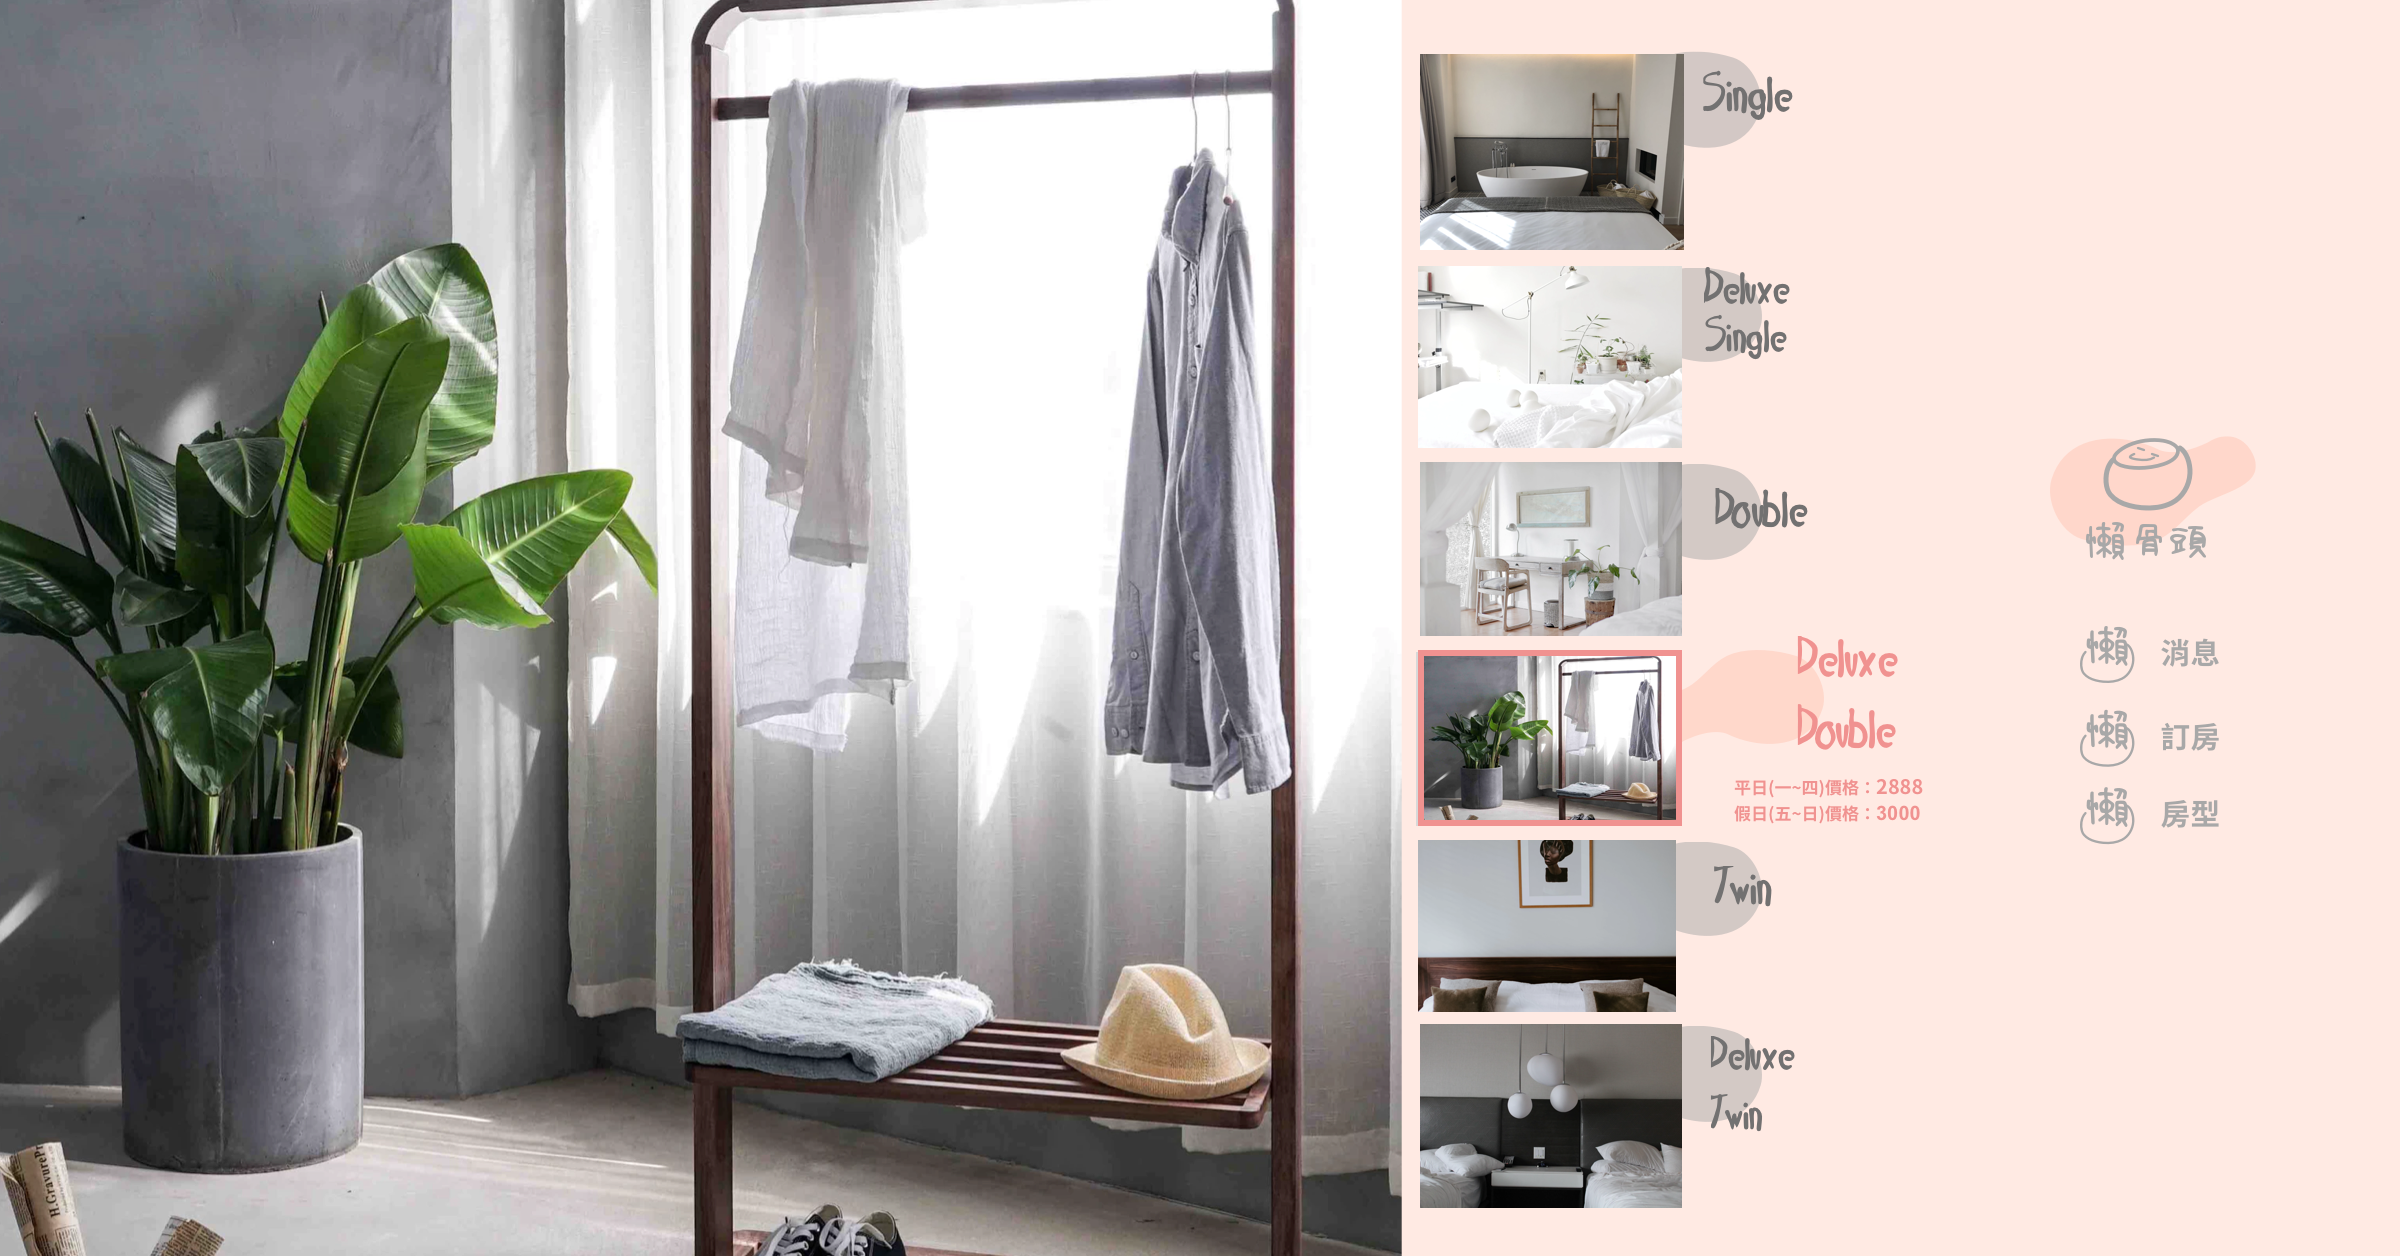 Single
Deluxe
Single
Double
Deluxe
Double
平日(一~四)價格：2888
假日(五~日)價格：3000
Twin
Deluxe
Twin
懶骨頭
懶 消息
懶 訂房
懶 房型
H.Gravure